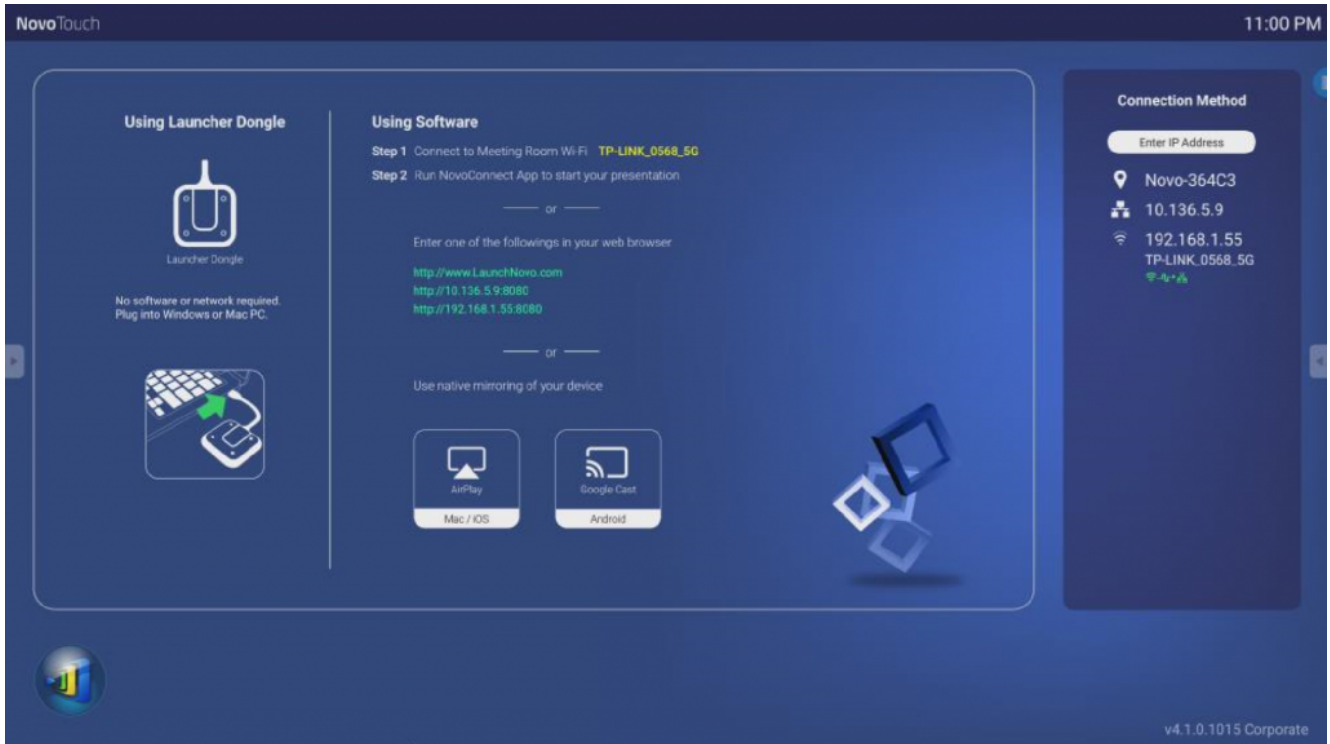 NovoTouch
11:00 PM
Using Launcher Dongle
Launcher Dongle
No software or network required.
Plug into Windows or Mac PC.
Using Software
Step 1 Connect to Meeting Room Wi-Fi TP-LINK_0568_5G
Step 2 Run NovoConnect App to start your presentation
or
Enter one of the followings in your web browser
http://www.LaunchNovo.com
http://10.136.5.9:8080
http://192.168.1.55:8080
or
Use native mirroring of your device
AirPlay
Mac / iOS
Google Cast
Android
Connection Method
Enter IP Address
Novo-364C3
10.136.5.9
192.168.1.55
TP-LINK_0568_5G
v4.1.0.1015 Corporate